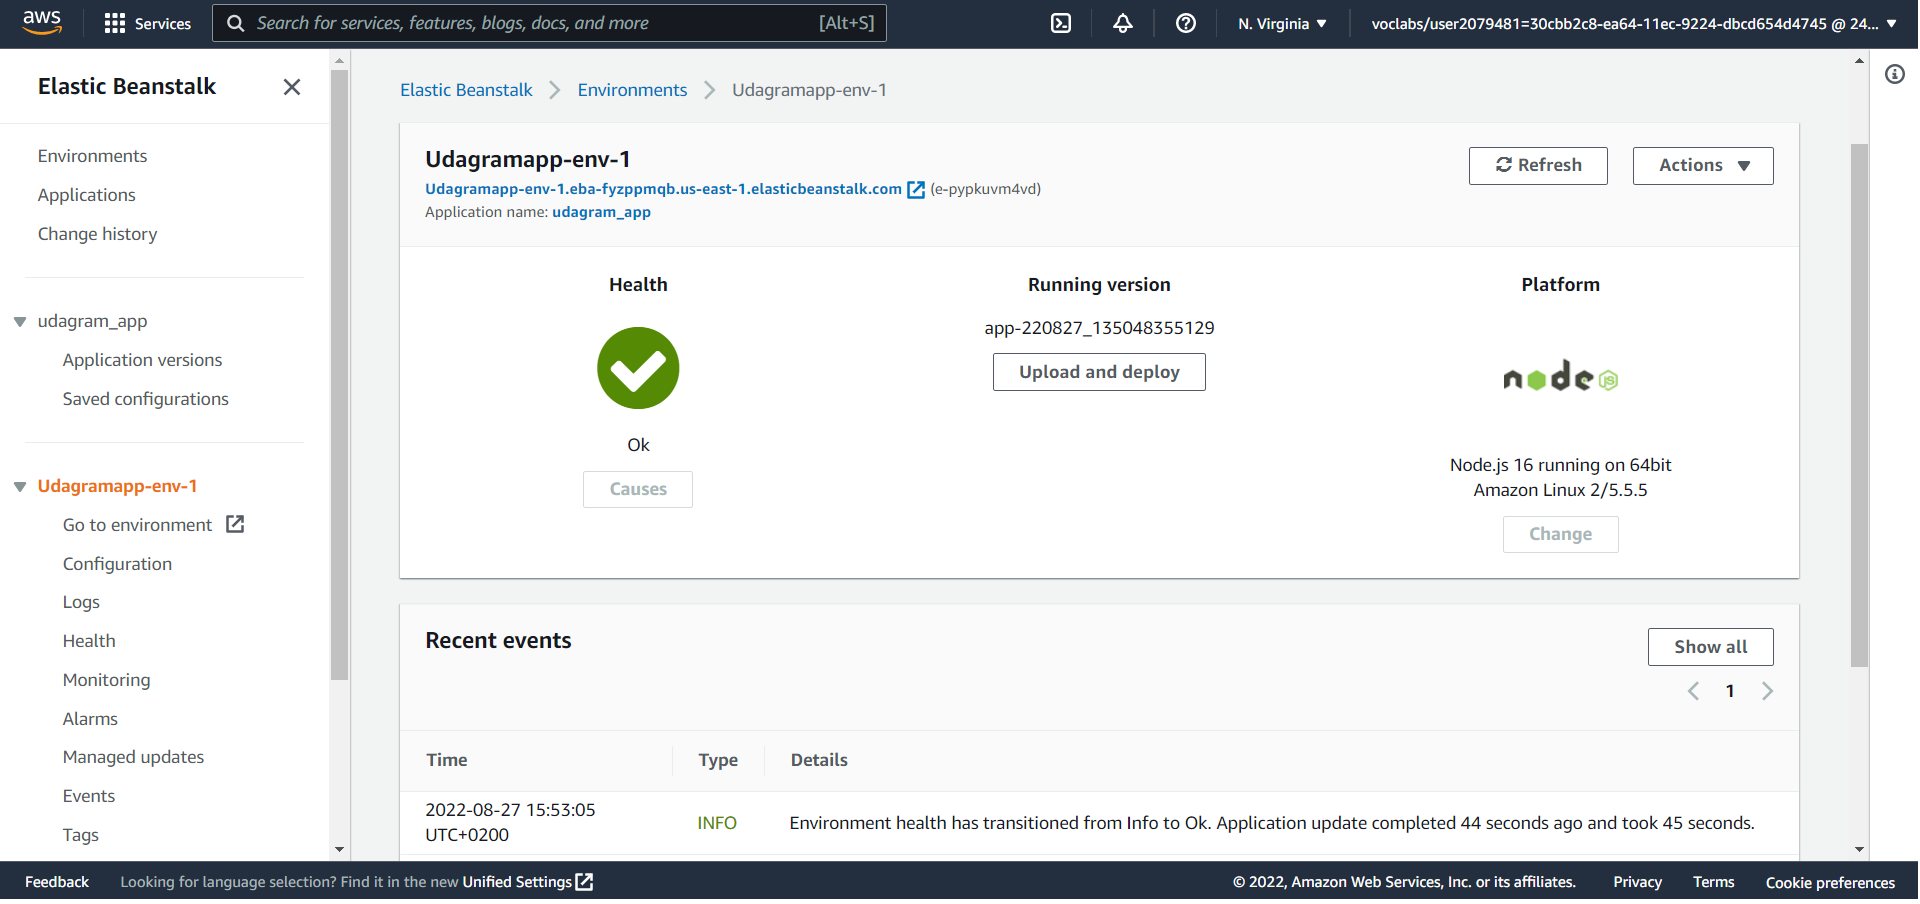 aws
Services
Search for services, features, blogs, docs, and more
[Alt+S]
N. Virginia
voclabs/user2079481=30cbb2c8-ea64-11ec-9224-dbcd654d4745 @ 24...
Elastic Beanstalk
Environments
Applications
Change history
udagram_app
Application versions
Saved configurations
Udagramapp-env-1
Go to environment
Configuration
Logs
Health
Monitoring
Alarms
Managed updates
Events
Tags
Elastic Beanstalk
Environments
Udagramapp-env-1
Udagramapp-env-1
Udagramapp-env-1.eba-fyzppmqb.us-east-1.elasticbeanstalk.com (e-pypkuvm4vd)
Application name: udagram_app
Refresh
Actions
Health
Ok
Causes
Running version
app-220827_135048355129
Upload and deploy
Platform
node JS
Node.js 16 running on 64bit
Amazon Linux 2/5.5.5
Change
Recent events
Show all
1
Time
Type
Details
2022-08-27 15:53:05
UTC+0200
INFO
Environment health has transitioned from Info to Ok. Application update completed 44 seconds ago and took 45 seconds.
Feedback
Looking for language selection? Find it in the new Unified Settings
© 2022, Amazon Web Services, Inc. or its affiliates.
Privacy
Terms
Cookie preferences